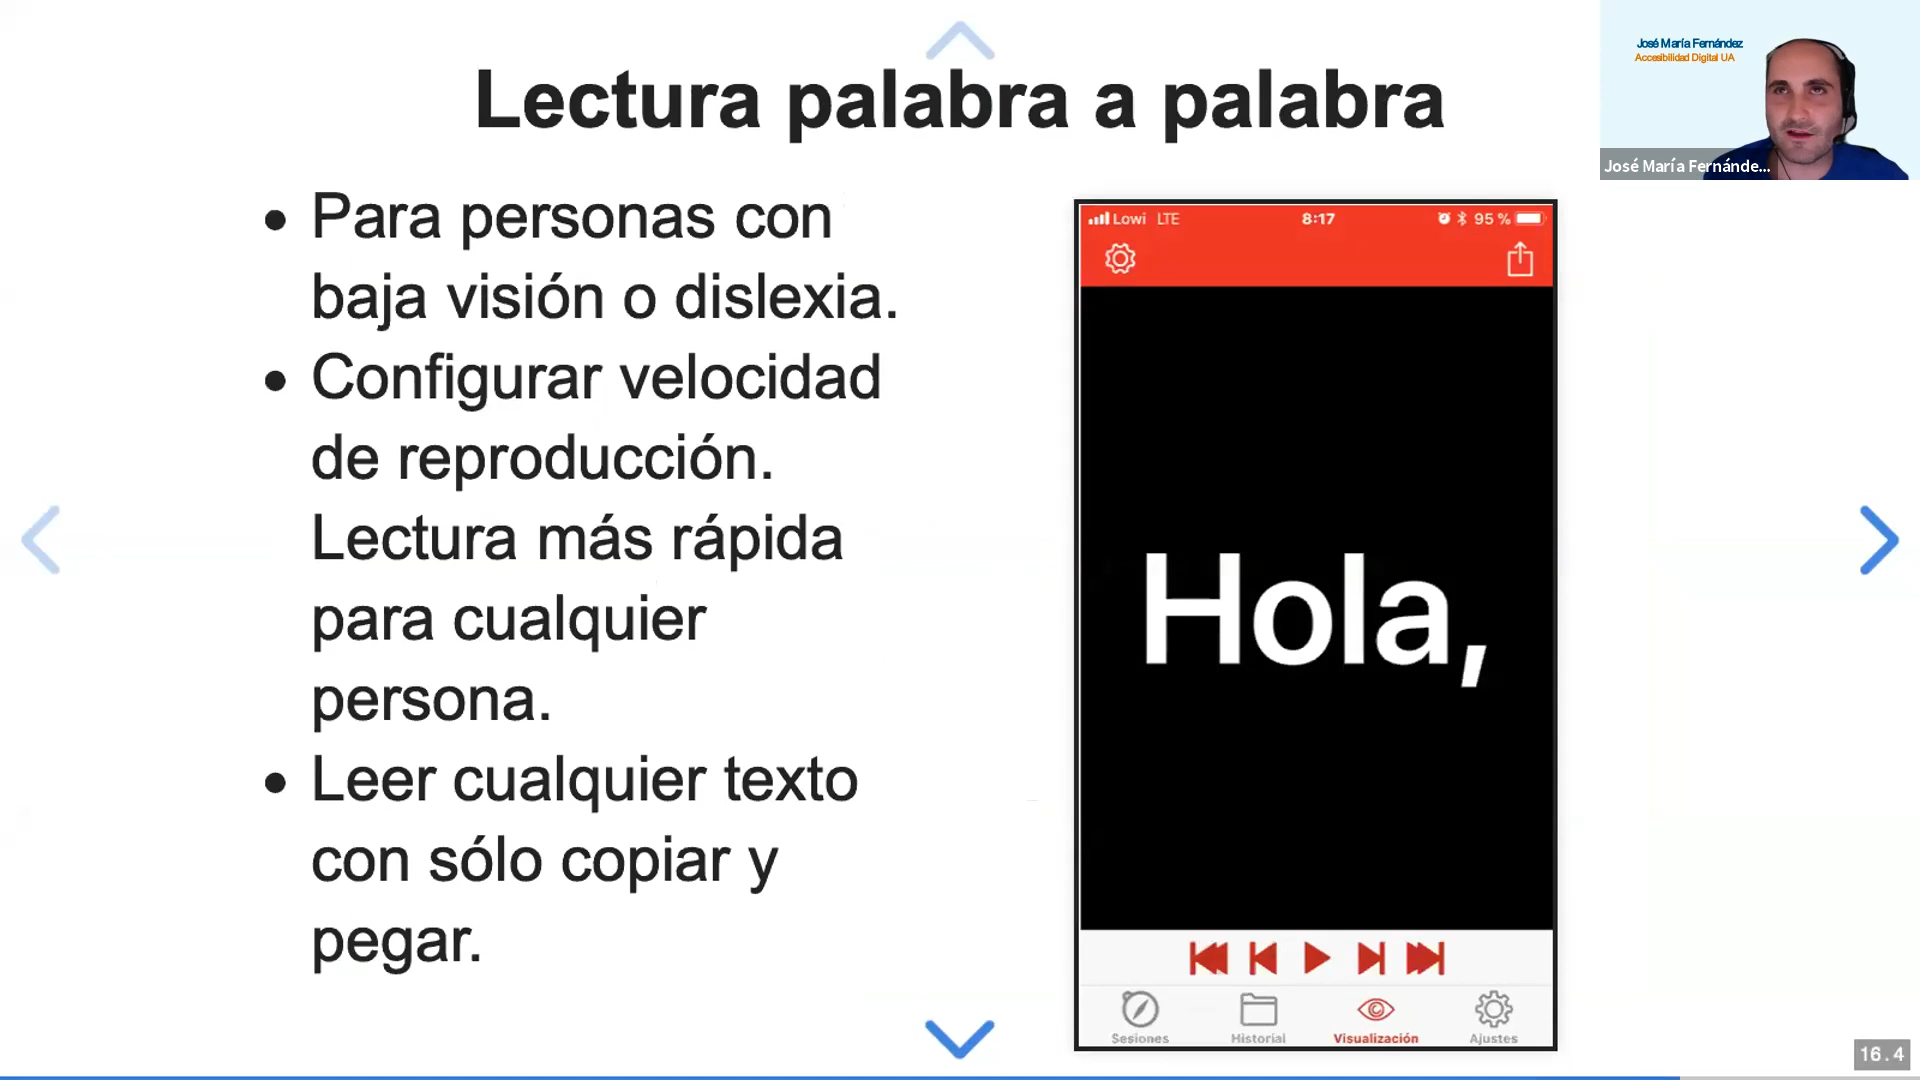 Lectura palabra a palabra
José María Fernández
Accesibilidad Digital UA
José María Fernánde...
Para personas con
baja visión o dislexia.
Configurar velocidad
de reproducción.
Lectura más rápida
para cualquier
persona.
Leer cualquier texto
con sólo copiar y
pegar.
Lowi LTE 8:17 95 %
Hola,
Sesiones Historial Visualización Ajustes
16.4